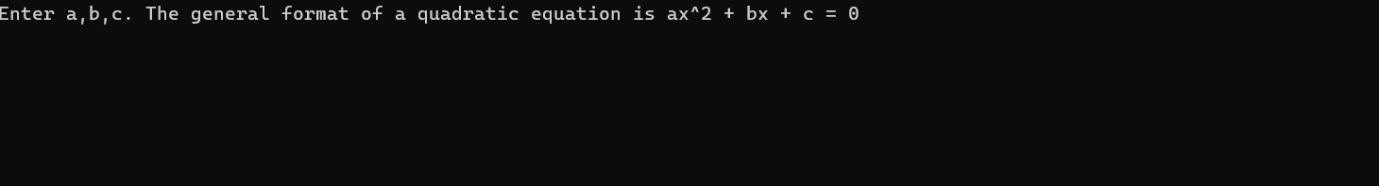 Enter a,b,c. The general format of a quadratic equation is ax^2 + bx + c = 0